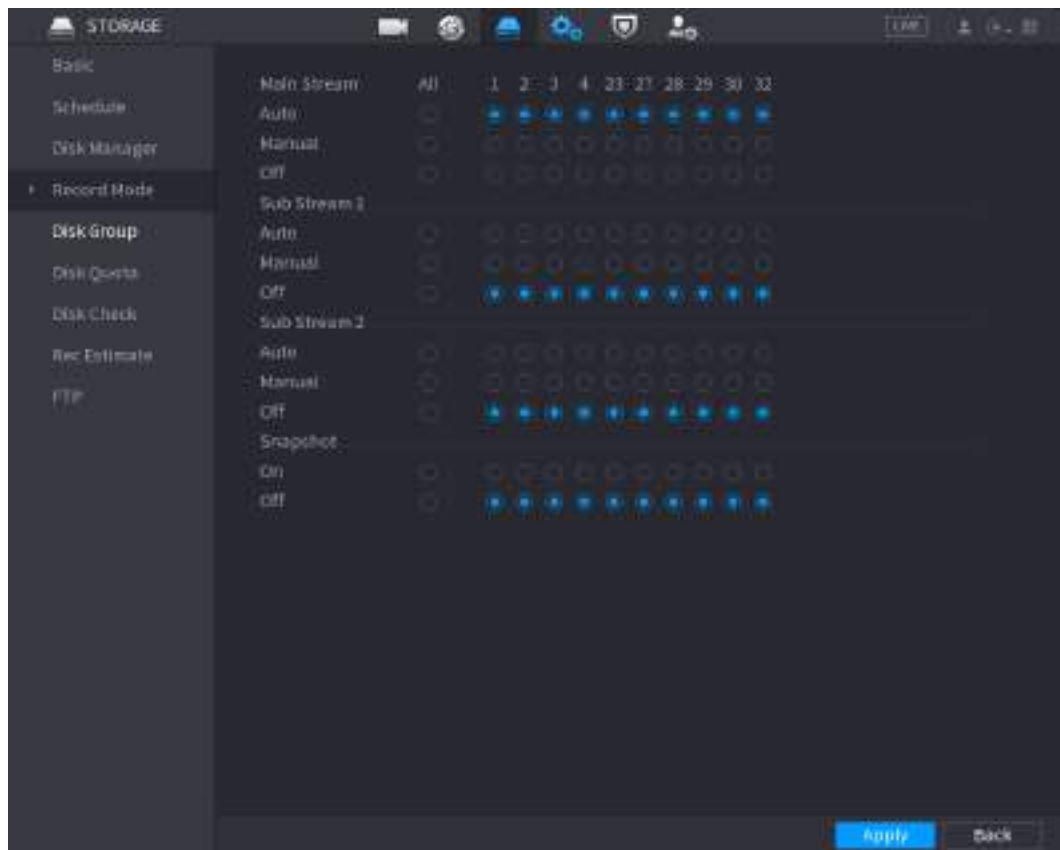 STORAGE
LIVE
Basic
Schedule
Disk Manager
Record Mode
Disk Group
Disk Quota
Disk Check
Rec Estimate
FTP
Main Stream All 1 2 3 4 23 27 28 29 30 32
Auto
Manual
Off
Sub Stream 1
Auto
Manual
Off
Sub Stream 2
Auto
Manual
Off
Snapshot
On
Off
Apply Back